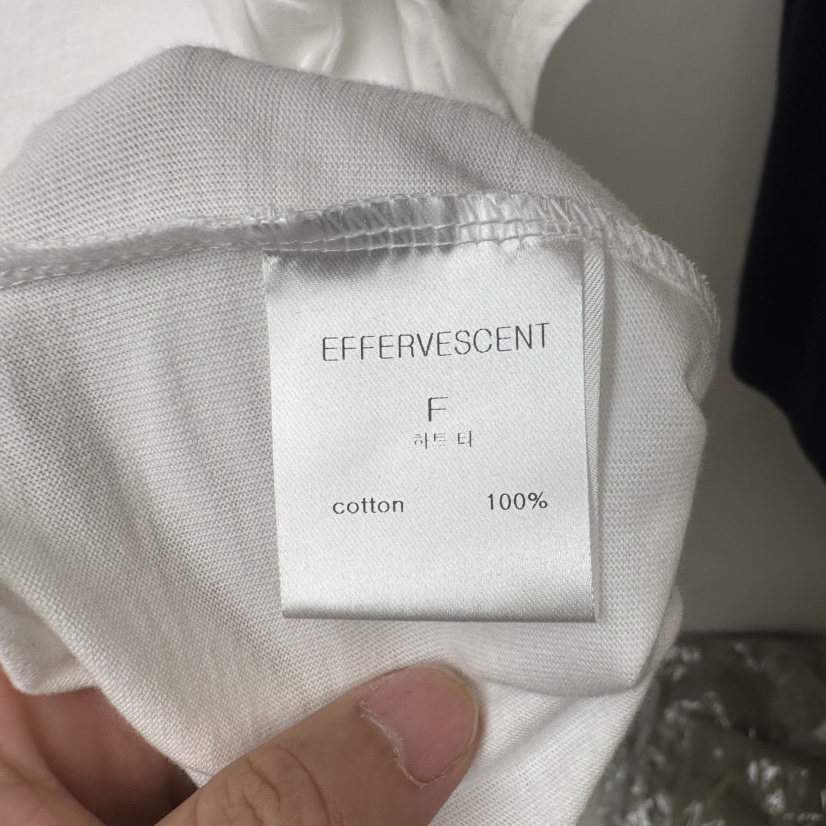 EFFERVESCENT
F
하트 티
cotton 100%